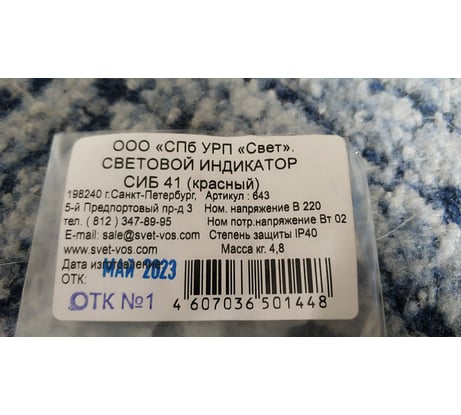 ООО «СПб УРП «Свет».
СВЕТОВОЙ ИНДИКАТОР
СИБ 41 (красный)
198240 г.Санкт-Петербург, Артикул : 643
5-й Предпортовый пр-д 3 Ном. напряжение В 220
тел. ( 812 ) 347-89-95 Ном потр.напряжение Вт 02
E-mail: sale@svet-vos.com Степень защиты IP40
www.svet-vos.com Масса кг. 4,8
Дата изготовления:
МАЙ 2023
ОТК:
ОТК №1
4 607036 501448